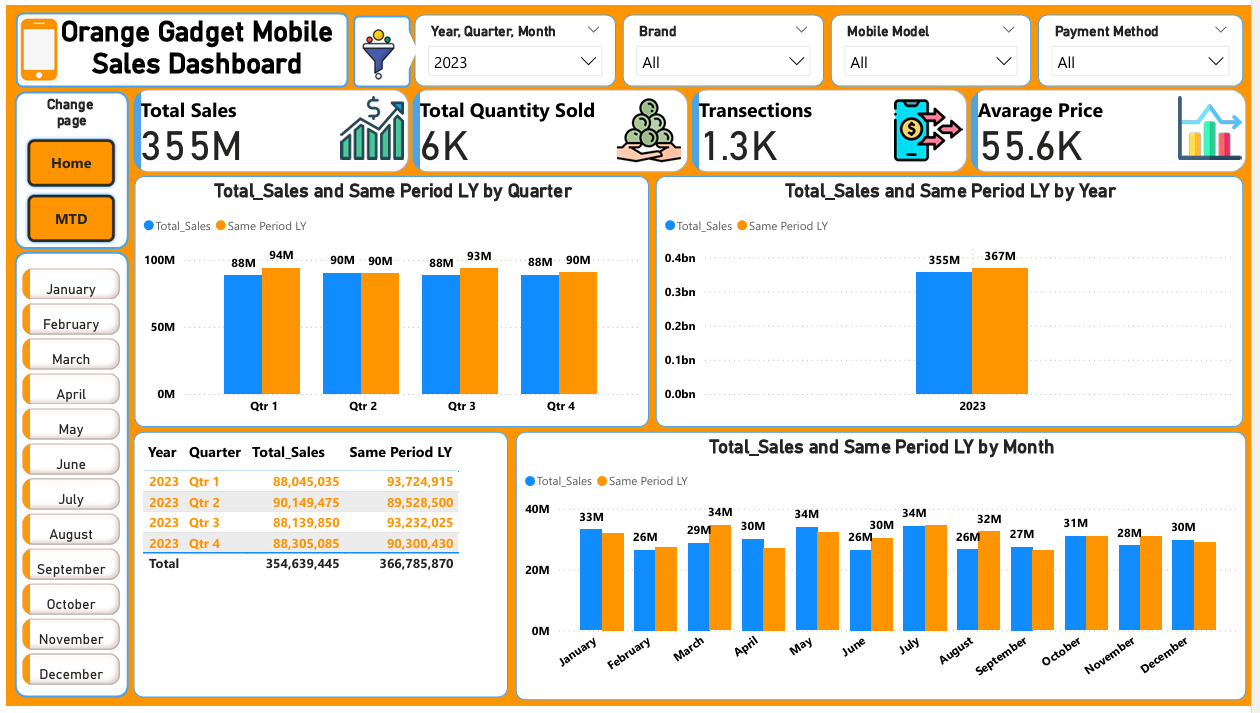 Orange Gadget Mobile
Sales Dashboard
Year, Quarter, Month
2023
Brand
All
Mobile Model
All
Payment Method
All
Change
page
Home
MTD
January
February
March
April
May
June
July
August
September
October
November
December
Total Sales
355M
$
Total Quantity Sold
6K
Transections
1.3K
$
Avarage Price
55.6K
Total_Sales and Same Period LY by Quarter
Total_Sales Same Period LY
100M
50M
0M
88M 94M 90M 90M 88M 93M 88M 90M
Qtr 1 Qtr 2 Qtr 3 Qtr 4
Total_Sales and Same Period LY by Year
Total_Sales Same Period LY
0.4bn
0.3bn
0.2bn
0.1bn
0.0bn
355M 367M
2023
Year Quarter Total_Sales Same Period LY
2023 Qtr 1 88,045,035 93,724,915
2023 Qtr 2 90,149,475 89,528,500
2023 Qtr 3 88,139,850 93,232,025
2023 Qtr 4 88,305,085 90,300,430
Total 354,639,445 366,785,870
Total_Sales and Same Period LY by Month
Total_Sales Same Period LY
40M
20M
0M
33M 26M 29M 34M 30M 34M 26M 30M 34M 26M 32M 27M 31M 28M 30M
January February March April May June July August September October November December